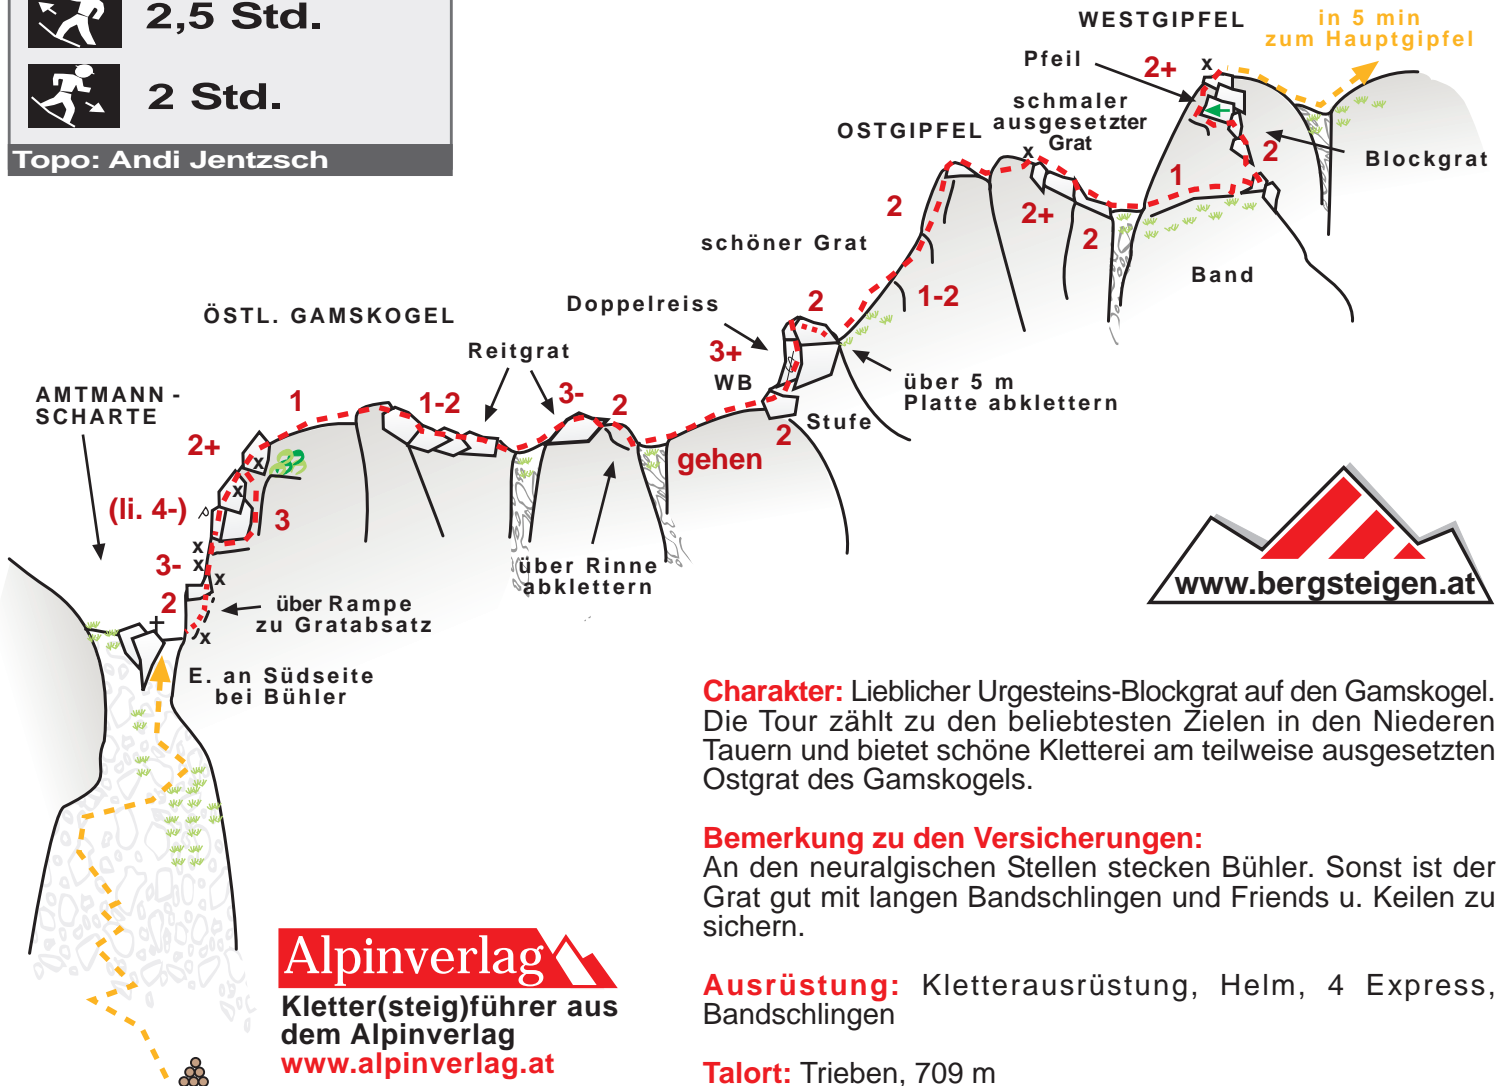 2,5 Std.
2 Std.
Topo: Andi Jentzsch
WESTGIPFEL
in 5 min
zum Hauptgipfel
Pfeil
2+
x
schmaler
ausgesetzter
Grat
OSTGIPFEL
x
2
Blockgrat
1
2
2+
2
schöner Grat
Band
1-2
Doppelreiss
2
ÖSTL. GAMSKOGEL
Reitgrat
3+
WB
über 5 m
Platte abklettern
AMTMANN -
SCHARTE
1
1-2
3-
2
Stufe
2
2+
gehen
x
x
(li. 4-)
3
x
3-
x
x
über Rinne
abklettern
2
über Rampe
zu Gratabsatz
x
E. an Südseite
bei Bühler
www.bergsteigen.at
Charakter: Lieblicher Urgesteins-Blockgrat auf den Gamskogel.
Die Tour zählt zu den beliebtesten Zielen in den Niederen
Tauern und bietet schöne Kletterei am teilweise ausgesetzten
Ostgrat des Gamskogels.
Bemerkung zu den Versicherungen:
An den neuralgischen Stellen stecken Bühler. Sonst ist der
Grat gut mit langen Bandschlingen und Friends u. Keilen zu
sichern.
Ausrüstung: Kletterausrüstung, Helm, 4 Express,
Bandschlingen
Talort: Trieben, 709 m
Alpinverlag
Kletter(steig)führer aus
dem Alpinverlag
www.alpinverlag.at